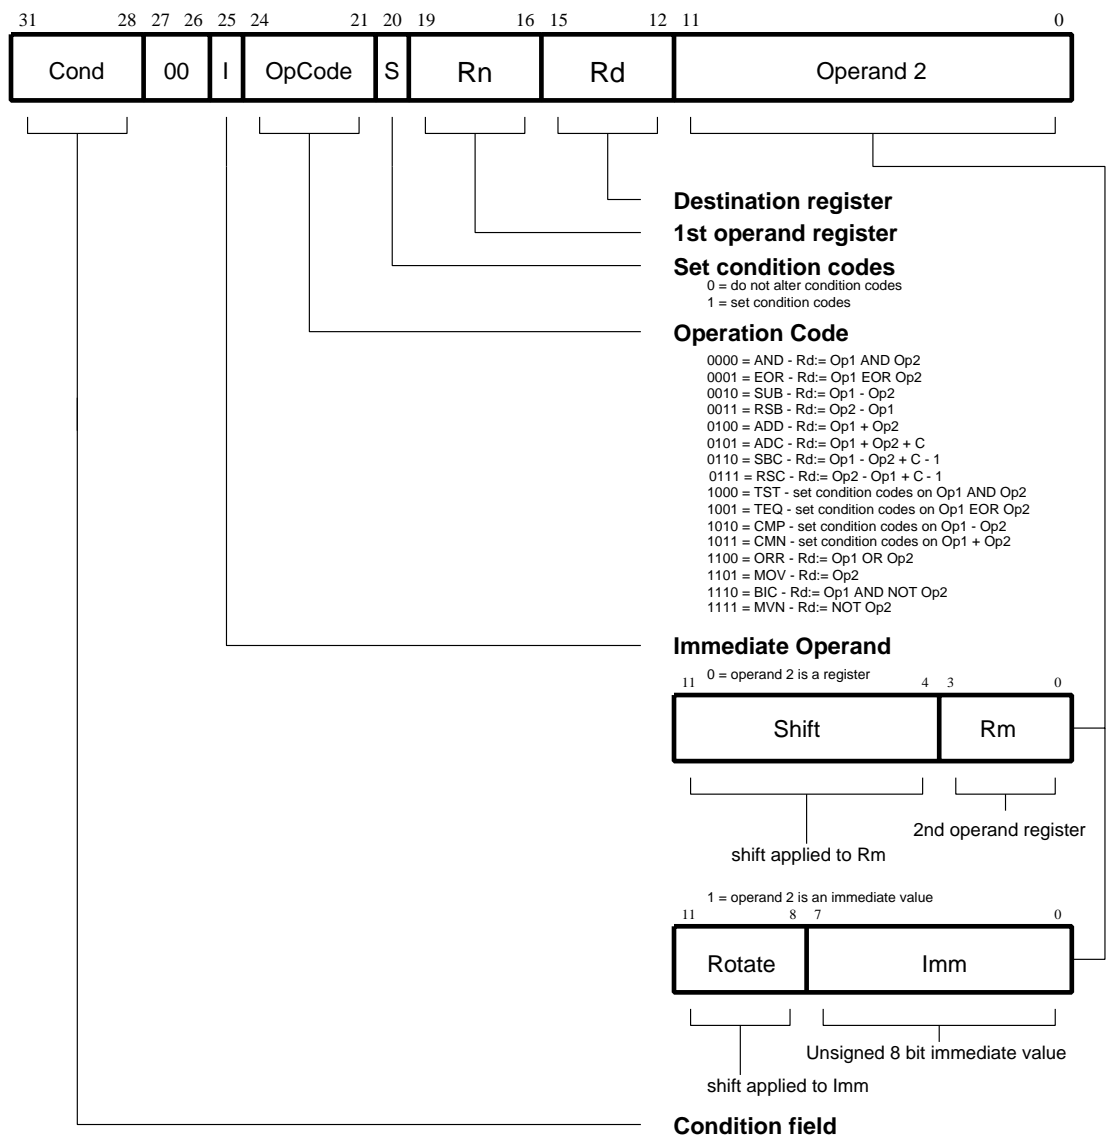 31 28 27 26 25 24 21 20 19 16 15 12 11 0
Cond 00 I OpCode S Rn Rd Operand 2
Destination register
1st operand register
Set condition codes
0 = do not alter condition codes
1 = set condition codes
Operation Code
0000 = AND - Rd:= Op1 AND Op2
0001 = EOR - Rd:= Op1 EOR Op2
0010 = SUB - Rd:= Op1 - Op2
0011 = RSB - Rd:= Op2 - Op1
0100 = ADD - Rd:= Op1 + Op2
0101 = ADC - Rd:= Op1 + Op2 + C
0110 = SBC - Rd:= Op1 - Op2 + C - 1
0111 = RSC - Rd:= Op2 - Op1 + C - 1
1000 = TST - set condition codes on Op1 AND Op2
1001 = TEQ - set condition codes on Op1 EOR Op2
1010 = CMP - set condition codes on Op1 - Op2
1011 = CMN - set condition codes on Op1 + Op2
1100 = ORR - Rd:= Op1 OR Op2
1101 = MOV - Rd:= Op2
1110 = BIC - Rd:= Op1 AND NOT Op2
1111 = MVN - Rd:= NOT Op2
Immediate Operand
0 = operand 2 is a register
11 4 3 0
Shift Rm
2nd operand register
shift applied to Rm
1 = operand 2 is an immediate value
11 8 7 0
Rotate Imm
Unsigned 8 bit immediate value
shift applied to Imm
Condition field